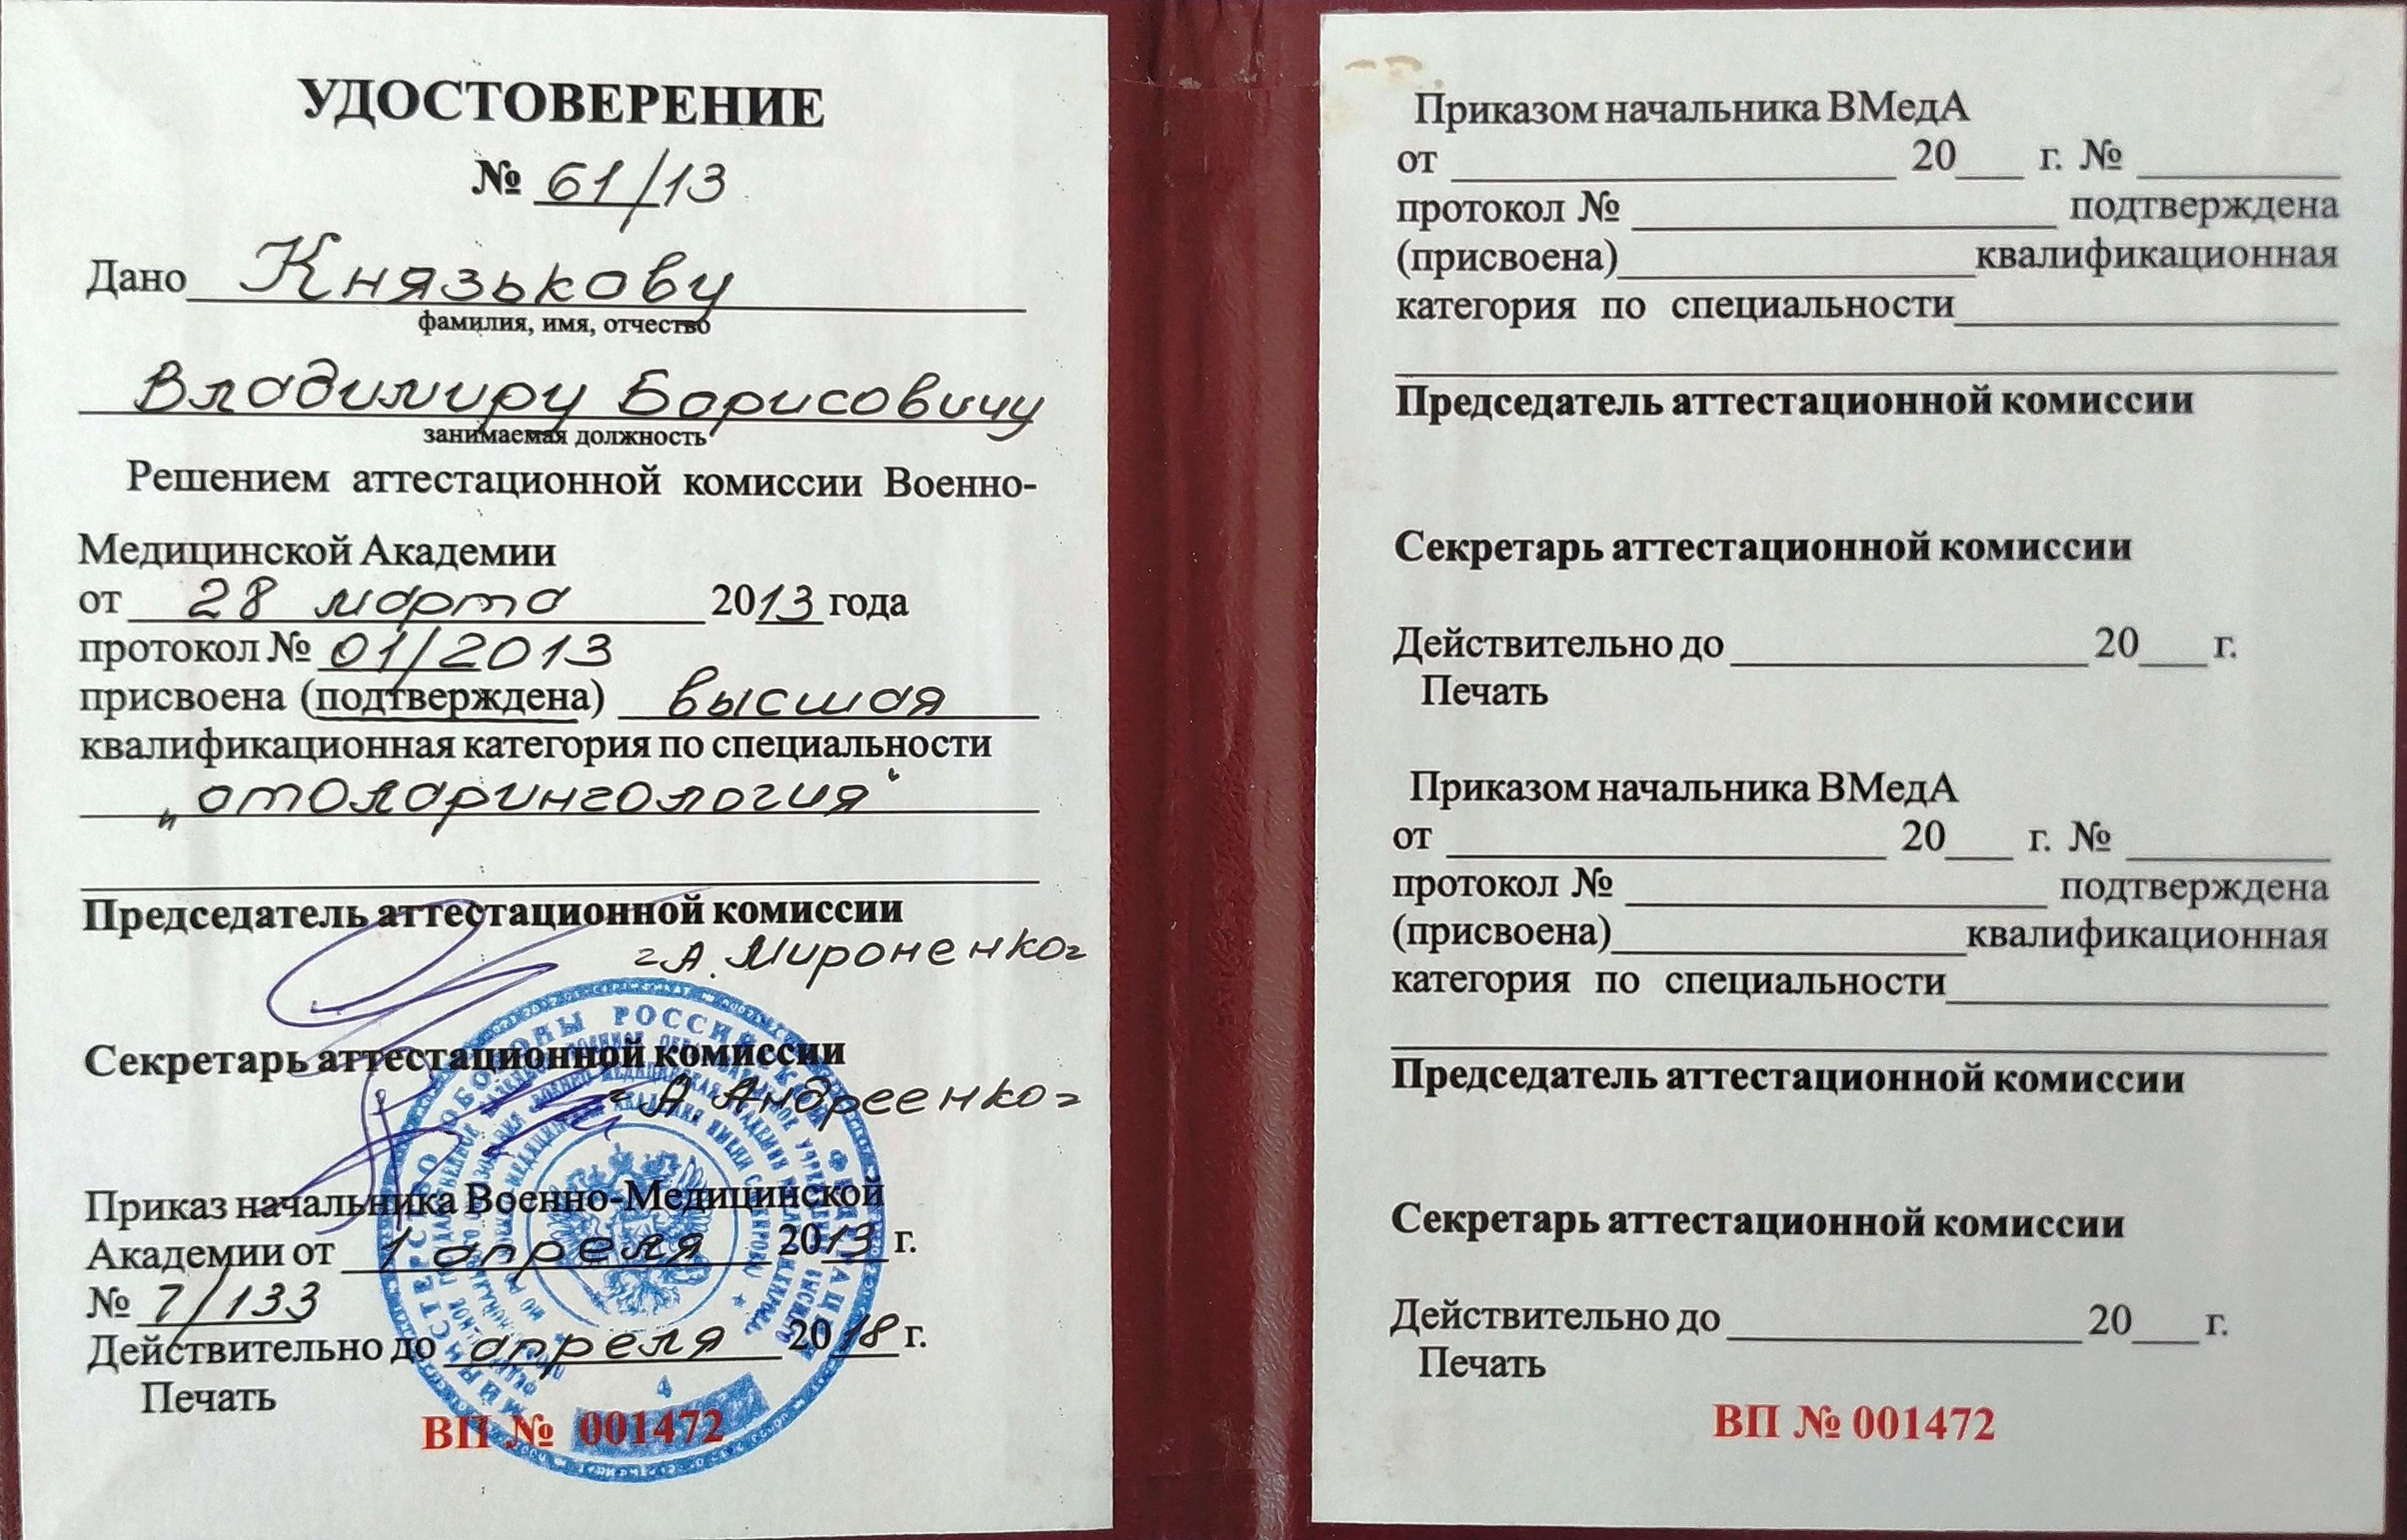 УДОСТОВЕРЕНИЕ
№ 61/13
Дано Князькову
фамилия, имя, отчество
Владимиру Борисовичу
занимаемая должность
Решением аттестационной комиссии Военно-
Медицинской Академии
от 28 марта 2013 года
протокол № 01/2013
присвоена (подтверждена) высшая
квалификационная категория по специальности
„отоларингология“
Председатель аттестационной комиссии
А. Мироненко
Секретарь аттестационной комиссии
А. Андреенко
Приказ начальника Военно-Медицинской
Академии от 1 апреля 2013 г.
№ 7/133
Действительно до апреля 2018 г.
Печать
ВП № 001472
МИНИСТЕРСТВО ОБОРОНЫ РОССИЙСКОЙ ФЕДЕРАЦИИ
4
Приказом начальника ВМедА
от 20 г. №
протокол № подтверждена
(присвоена) квалификационная
категория по специальности
Председатель аттестационной комиссии
Секретарь аттестационной комиссии
Действительно до 20 г.
Печать
Приказом начальника ВМедА
от 20 г. №
протокол № подтверждена
(присвоена) квалификационная
категория по специальности
Председатель аттестационной комиссии
Секретарь аттестационной комиссии
Действительно до 20 г.
Печать
ВП № 001472